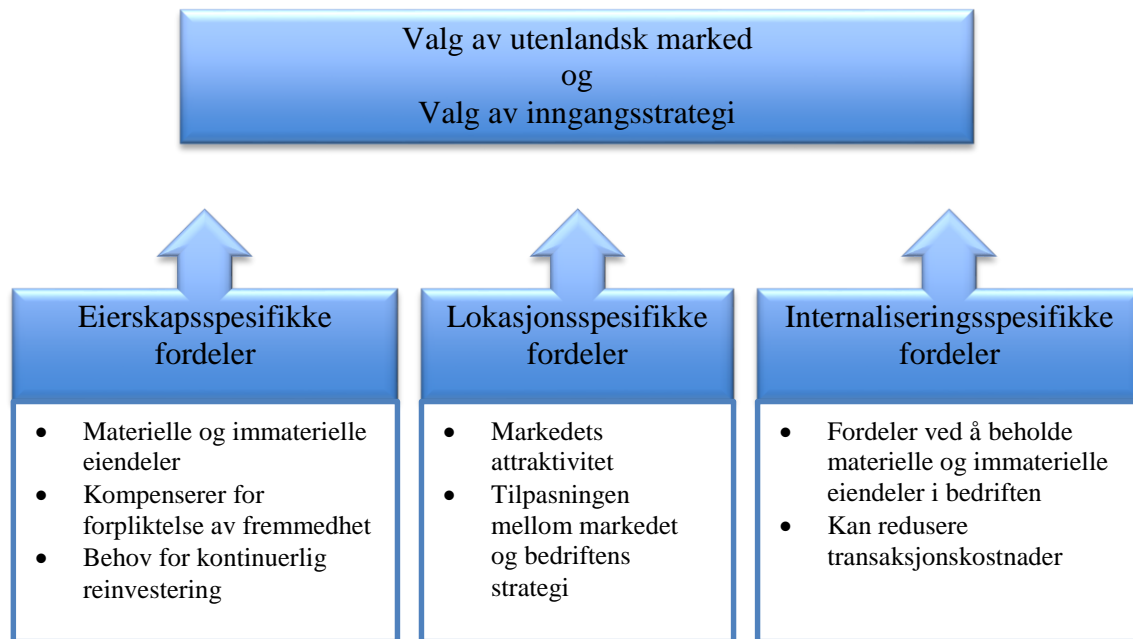 Valg av utenlandsk marked
og
Valg av inngangsstrategi
Eierskapsspesifikke
fordeler
• Materielle og immaterielle
eiendeler
• Kompenserer for
forpliktelse av fremmedhet
• Behov for kontinuerlig
reinvestering
Lokasjonsspesifikke
fordeler
• Markedets
attraktivitet
• Tilpasningen
mellom markedet
og bedriftens
strategi
Internaliseringsspesifikke
fordeler
• Fordeler ved å beholde
materielle og immaterielle
eiendeler i bedriften
• Kan redusere
transaksjonskostnader